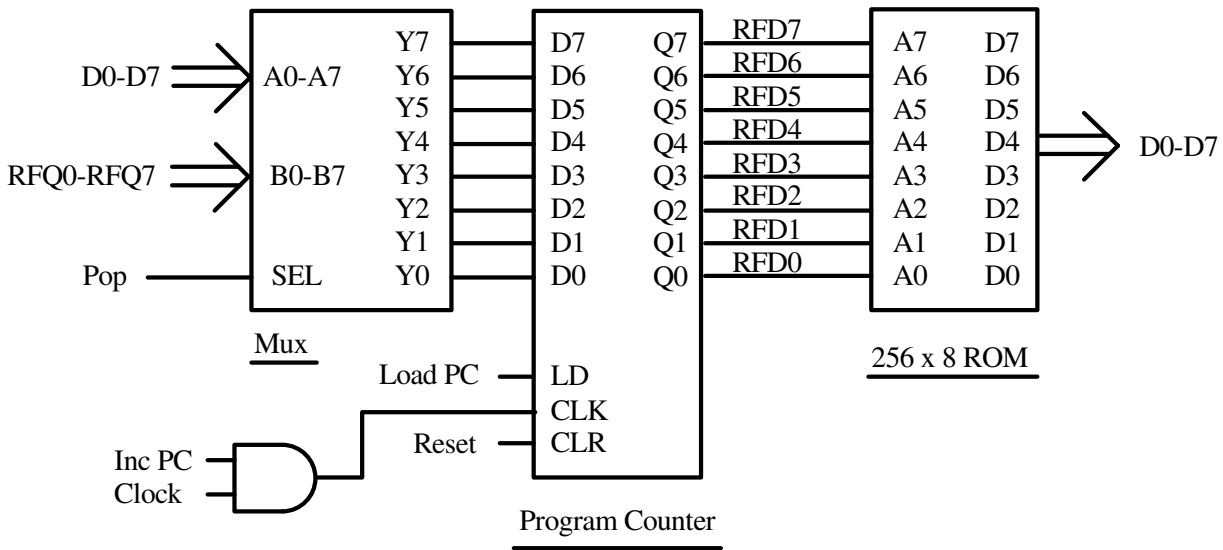 Y7 D7 Q7 RFD7 A7 D7
D0-D7 A0-A7 Y6 D6 Q6 RFD6 A6 D6
Y5 D5 Q5 RFD5 A5 D5
Y4 D4 Q4 RFD4 A4 D4 D0-D7
RFQ0-RFQ7 B0-B7 Y3 D3 Q3 RFD3 A3 D3
Y2 D2 Q2 RFD2 A2 D2
Y1 D1 Q1 RFD1 A1 D1
Pop SEL Y0 D0 Q0 RFD0 A0 D0
Mux
256 x 8 ROM
Load PC LD
CLK
Reset CLR
Inc PC
Clock
Program Counter